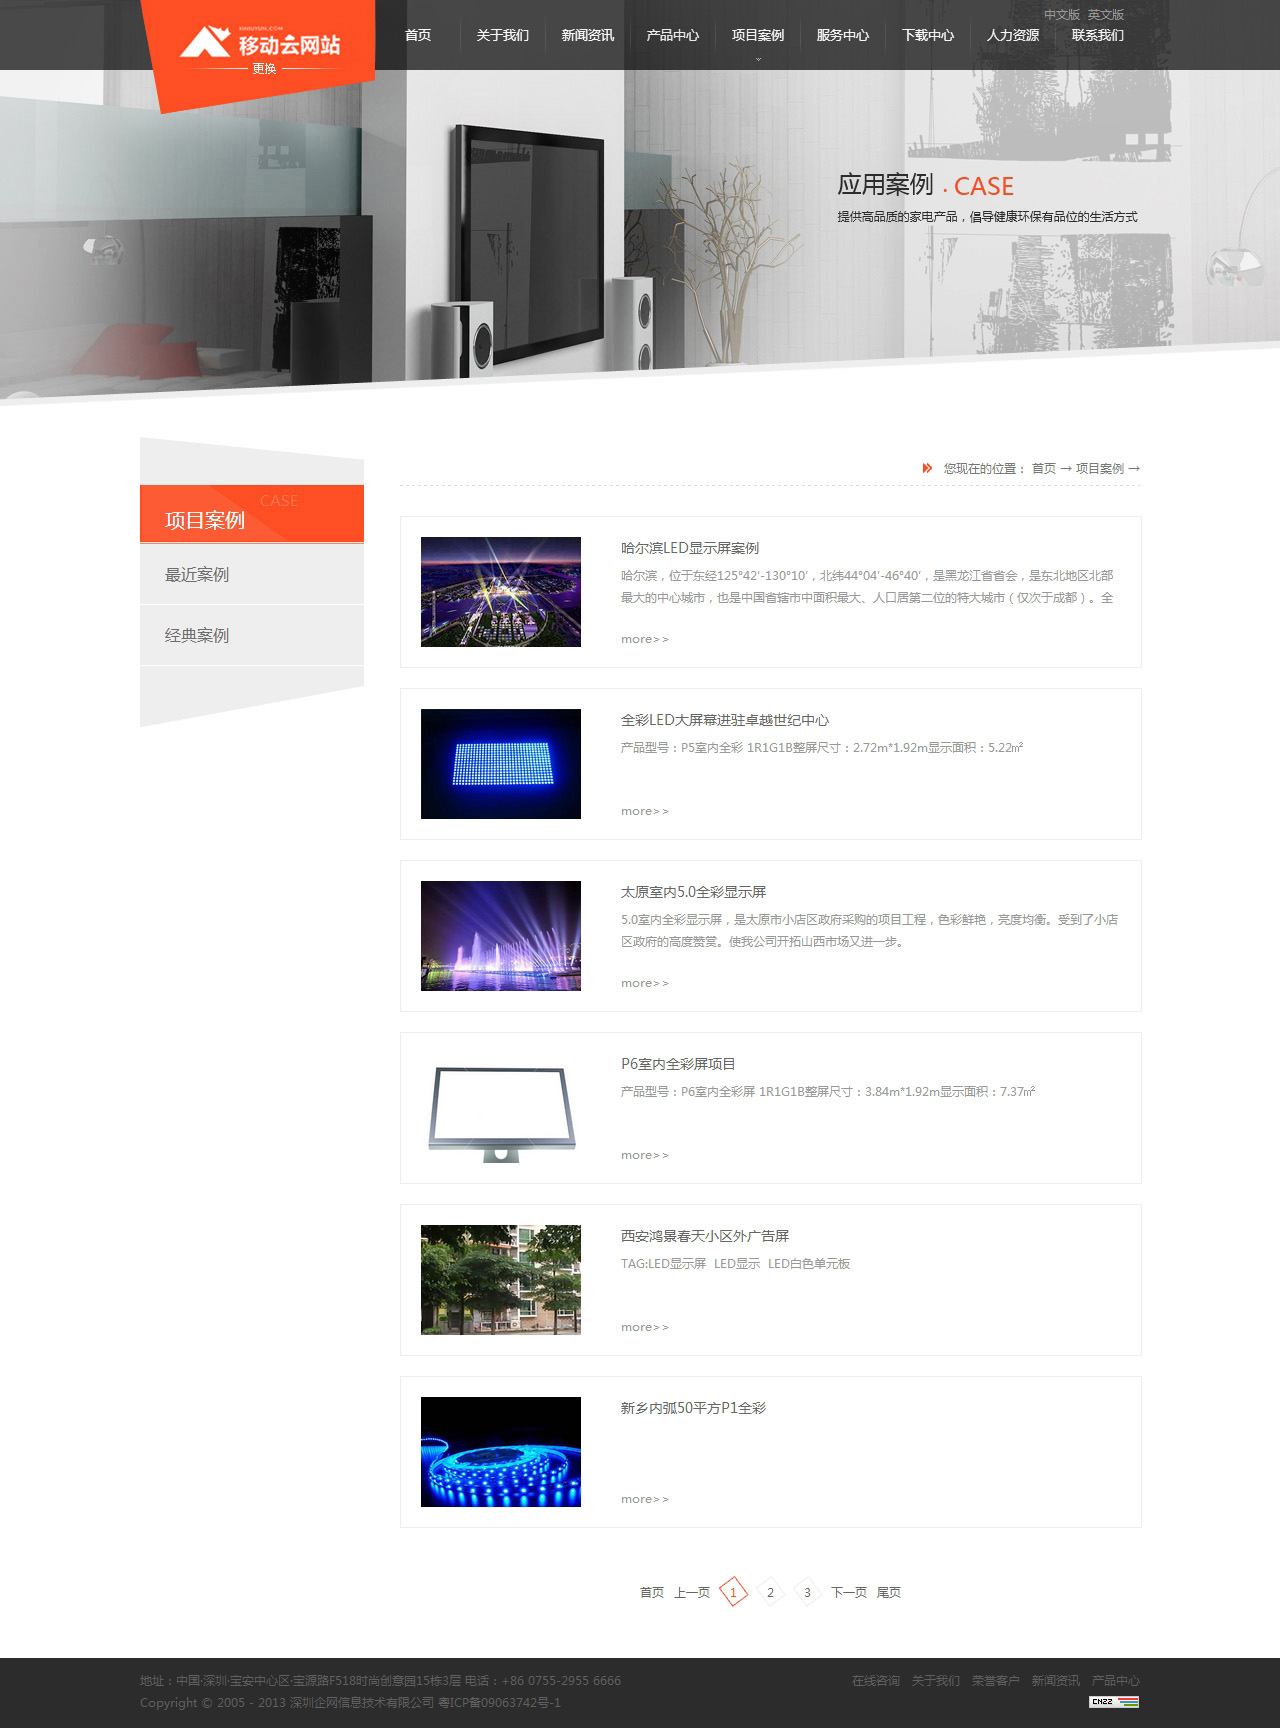 中文版 英文版
XINIUYUN.COM
移动云网站
更换
首页 关于我们 新闻资讯 产品中心 项目案例 服务中心 下载中心 人力资源 联系我们
应用案例 . CASE
提供高品质的家电产品，倡导健康环保有品位的生活方式
您现在的位置： 首页 → 项目案例 →
CASE
项目案例
最近案例
经典案例
哈尔滨LED显示屏案例
哈尔滨，位于东经125°42′-130°10′，北纬44°04′-46°40′，是黑龙江省省会，是东北地区北部
最大的中心城市，也是中国省辖市中面积最大、人口居第二位的特大城市（仅次于成都）。全
more>>
全彩LED大屏幕进驻卓越世纪中心
产品型号：P5室内全彩 1R1G1B整屏尺寸：2.72m*1.92m显示面积：5.22㎡
more>>
太原室内5.0全彩显示屏
5.0室内全彩显示屏，是太原市小店区政府采购的项目工程，色彩鲜艳，亮度均衡。受到了小店
区政府的高度赞赏。使我公司开拓山西市场又进一步。
more>>
P6室内全彩屏项目
产品型号：P6室内全彩屏 1R1G1B整屏尺寸：3.84m*1.92m显示面积：7.37㎡
more>>
西安鸿景春天小区外广告屏
TAG:LED显示屏 LED显示 LED白色单元板
more>>
新乡内弧50平方P1全彩
more>>
首页 上一页 1 2 3 下一页 尾页
地址：中国·深圳·宝安中心区·宝源路F518时尚创意园15栋3层 电话：+86 0755-2955 6666
在线咨询 关于我们 荣誉客户 新闻资讯 产品中心
Copyright © 2005 - 2013 深圳企网信息技术有限公司 粤ICP备09063742号-1
CNZZ